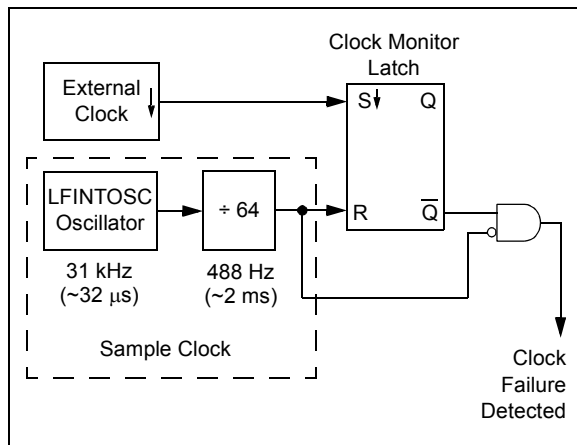 Clock Monitor
Latch
External
Clock
S
Q
LFINTOSC
Oscillator
÷ 64
R
Q̅
31 kHz
(~32 μs)
488 Hz
(~2 ms)
Sample Clock
Clock
Failure
Detected